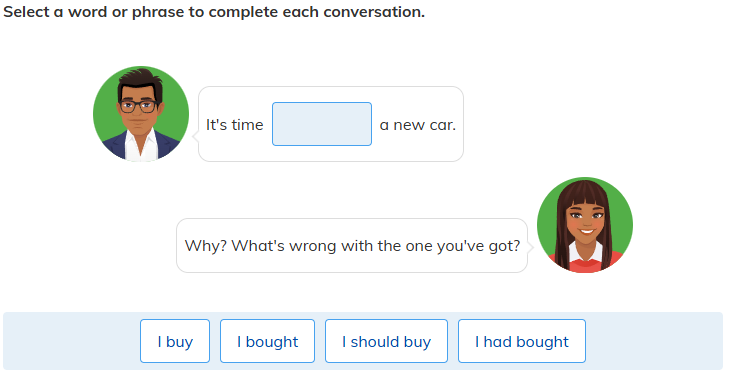 Select a word or phrase to complete each conversation.
It's time a new car.
Why? What's wrong with the one you've got?
I buy I bought I should buy I had bought